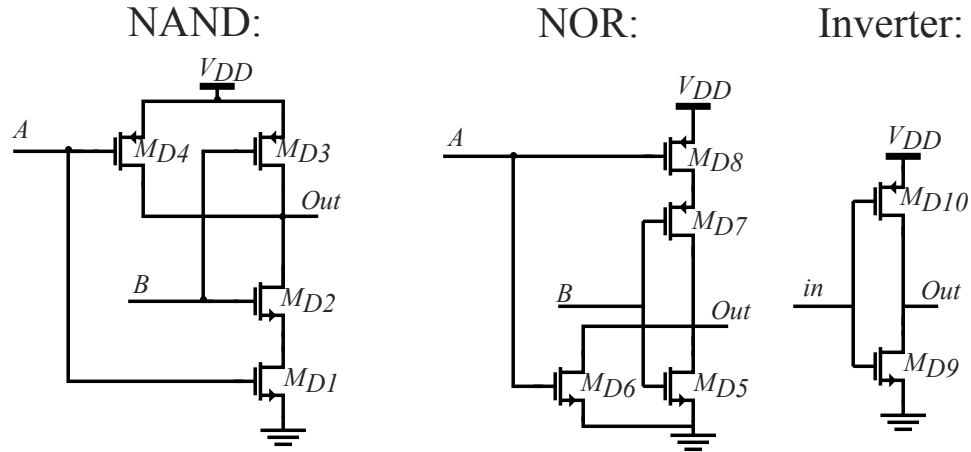 NAND: NOR: Inverter:
VDD
VDD
VDD
A MD4 MD3
A MD8
MD10
MD7
Out
B MD2
B Out
in Out
MD1
MD6 MD5
MD9